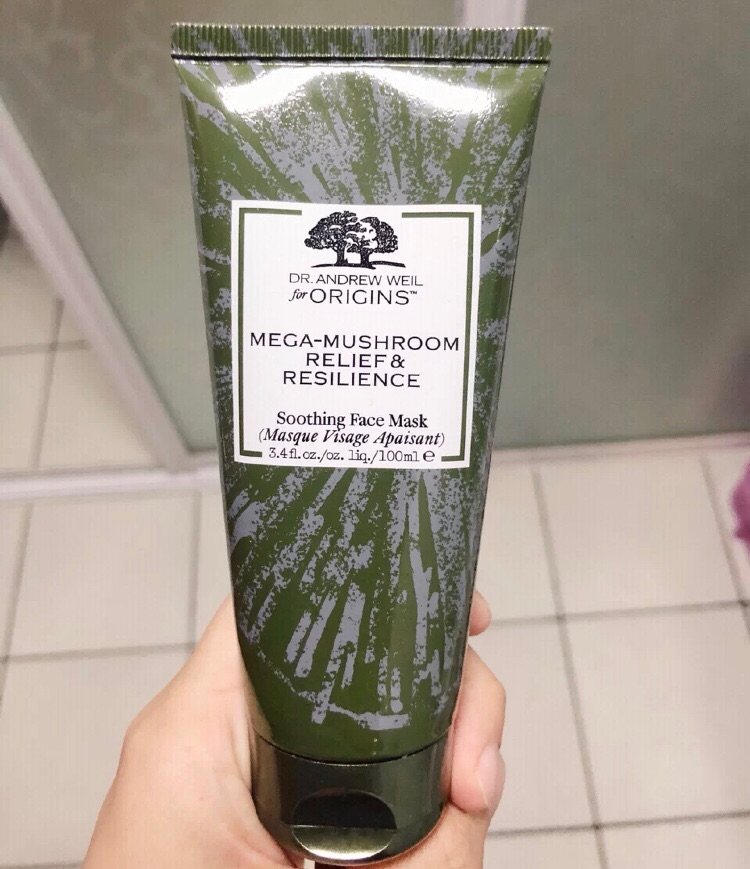 DR. ANDREW WEIL
for ORIGINS™
MEGA-MUSHROOM
RELIEF &
RESILIENCE
Soothing Face Mask
(Masque Visage Apaisant)
3.4 fl. oz./oz. liq./100ml ℮